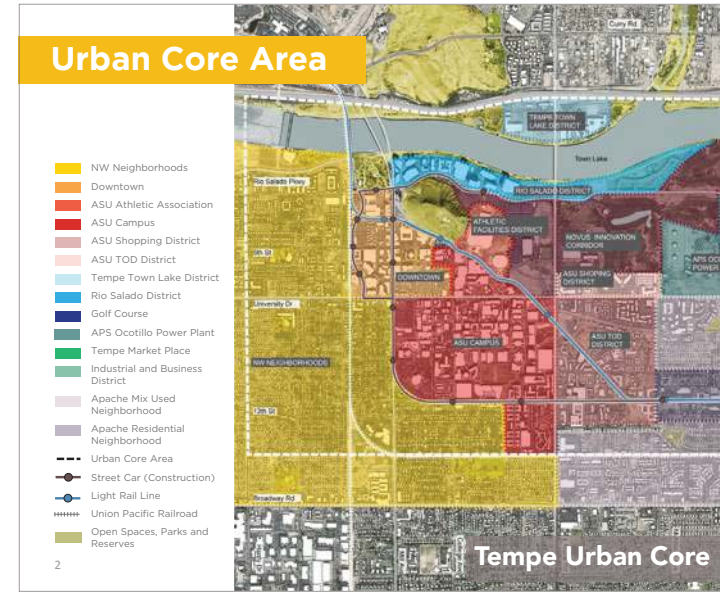 Urban Core Area
NW Neighborhoods
Downtown
ASU Athletic Association
ASU Campus
ASU Shopping District
ASU TOD District
Tempe Town Lake District
Rio Salado District
Golf Course
APS Ocotillo Power Plant
Tempe Market Place
Industrial and Business
District
Apache Mix Used
Neighborhood
Apache Residential
Neighborhood
Urban Core Area
Street Car (Construction)
Light Rail Line
Union Pacific Railroad
Open Spaces, Parks and
Reserves
2
Curry Rd
TEMPE TOWN
LAKE DISTRICT
Town Lake
Rio Salado Pkwy
RIO SALADO DISTRICT
ATHLETIC
FACILITIES DISTRICT
NOVUS INNOVATION
CORRIDOR
5th St
DOWNTOWN
ASU SHOPING
DISTRICT
APS OCO
POWER
University Dr
ASU CAMPUS
ASU TOD
DISTRICT
NW NEIGHBORHOODS
13th St
Broadway Rd
Tempe Urban Core